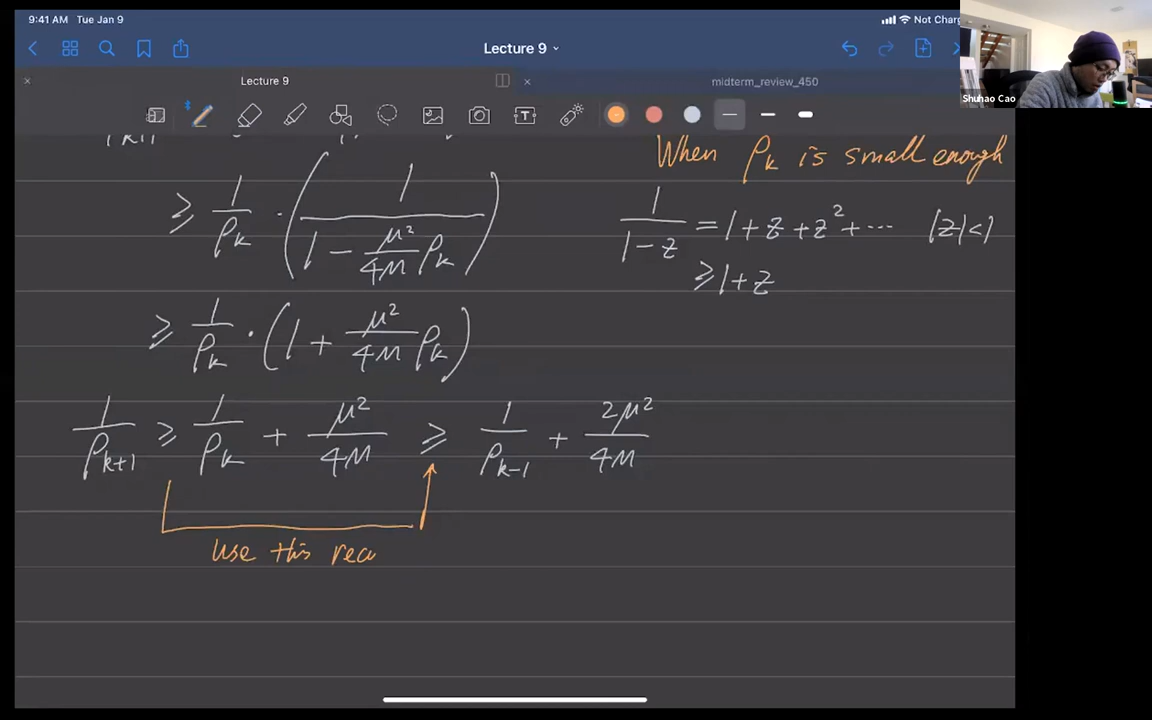 9:41 AM Tue Jan 9
Not Charg
Lecture 9
Shuhao Cao
Lecture 9
midterm_review_450
When ρ_k is small enough
≥ 1/ρ_k · ( 1 / (1 − μ²/4M ρ_k) )
1/(1−z) = 1 + z + z² + ⋯ |z|<1
≥ 1 + z
≥ 1/ρ_k · (1 + μ²/4M ρ_k)
1/ρ_{k+1} ≥ 1/ρ_k + μ²/4M ≥ 1/ρ_{k−1} + 2μ²/4M
use this recu